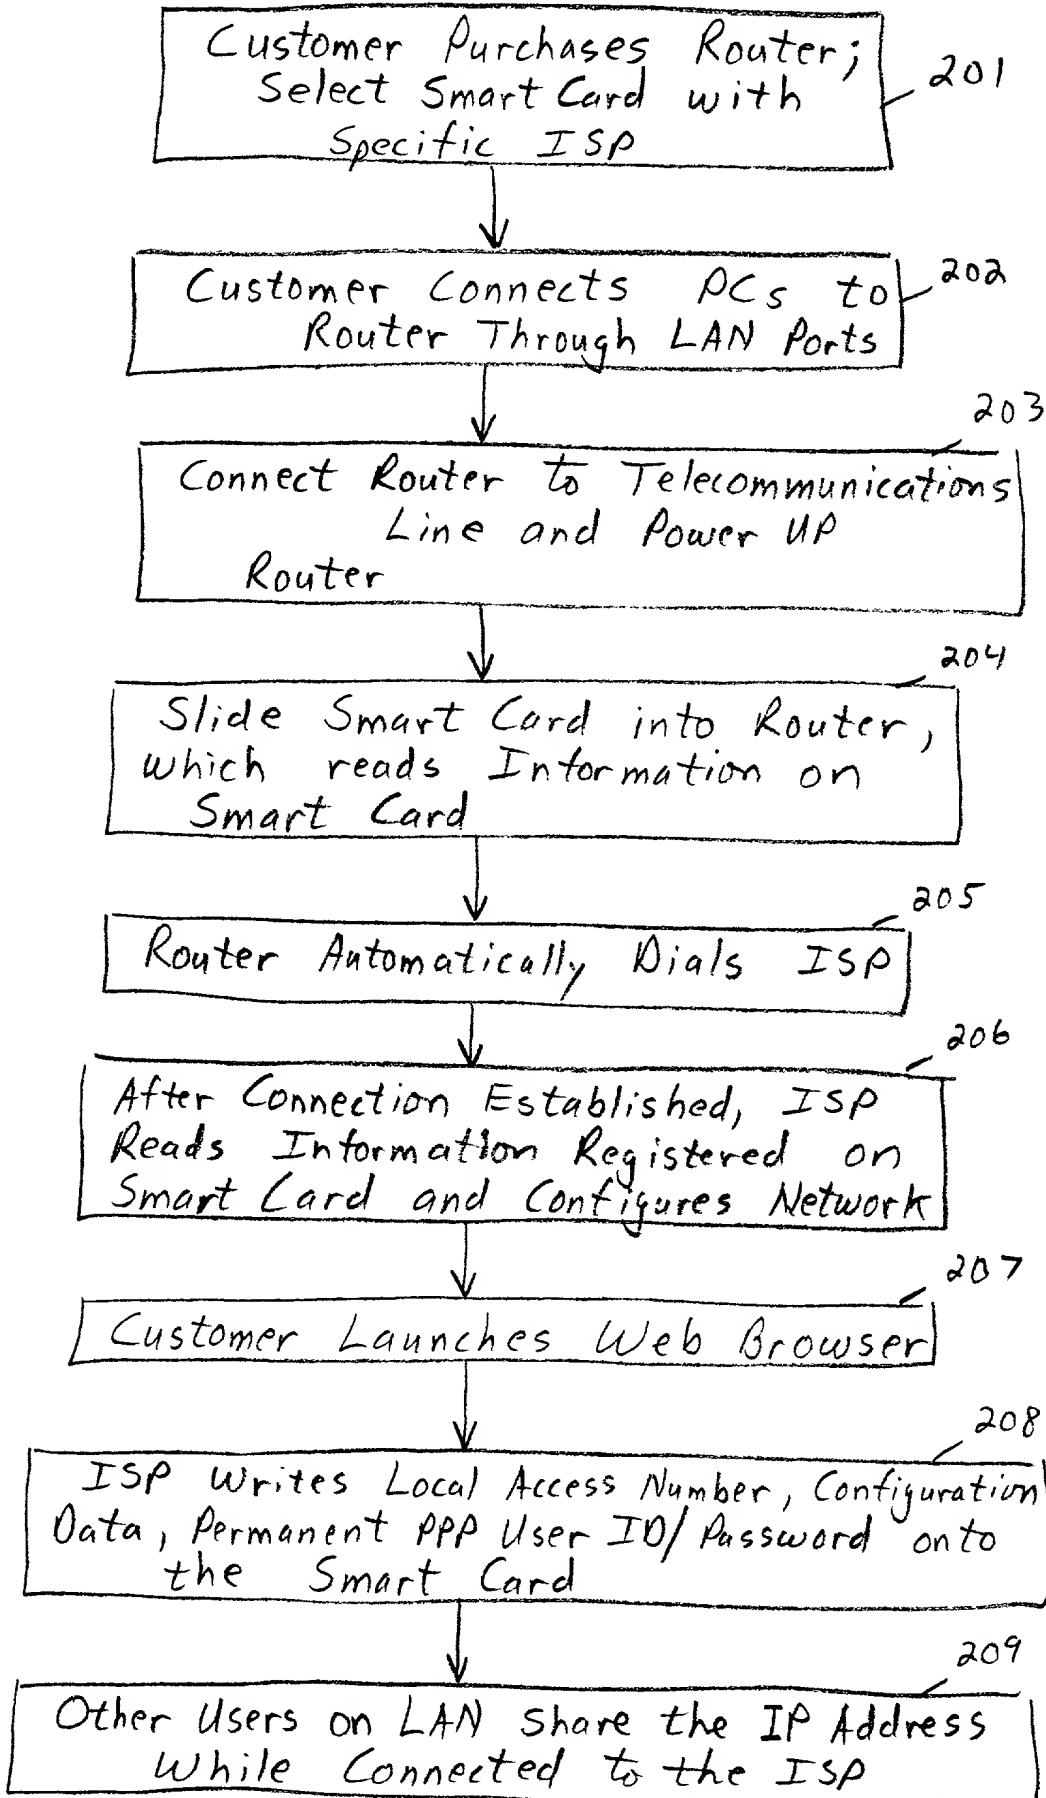 Customer Purchases Router;
Select Smart Card with
Specific ISP
201
Customer Connects PCs to
Router Through LAN Ports
202
203
Connect Router to Telecommunications
Line and Power UP
Router
204
Slide Smart Card into Router,
which reads Information on
Smart Card
205
Router Automatically Dials ISP
206
After Connection Established, ISP
Reads Information Registered on
Smart Card and Configures Network
207
Customer Launches Web Browser
208
ISP Writes Local Access Number, Configuration
Data, Permanent PPP User ID/Password onto
the Smart Card
209
Other Users on LAN Share the IP Address
While Connected to the ISP